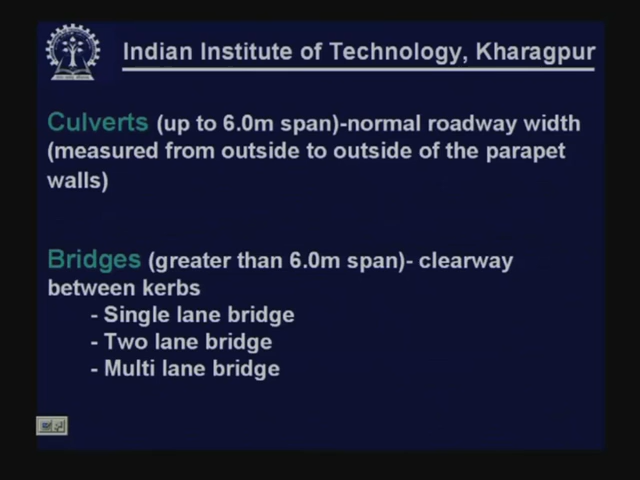 Indian Institute of Technology, Kharagpur
Culverts (up to 6.0m span)-normal roadway width
(measured from outside to outside of the parapet
walls)
Bridges (greater than 6.0m span)- clearway
between kerbs
- Single lane bridge
- Two lane bridge
- Multi lane bridge